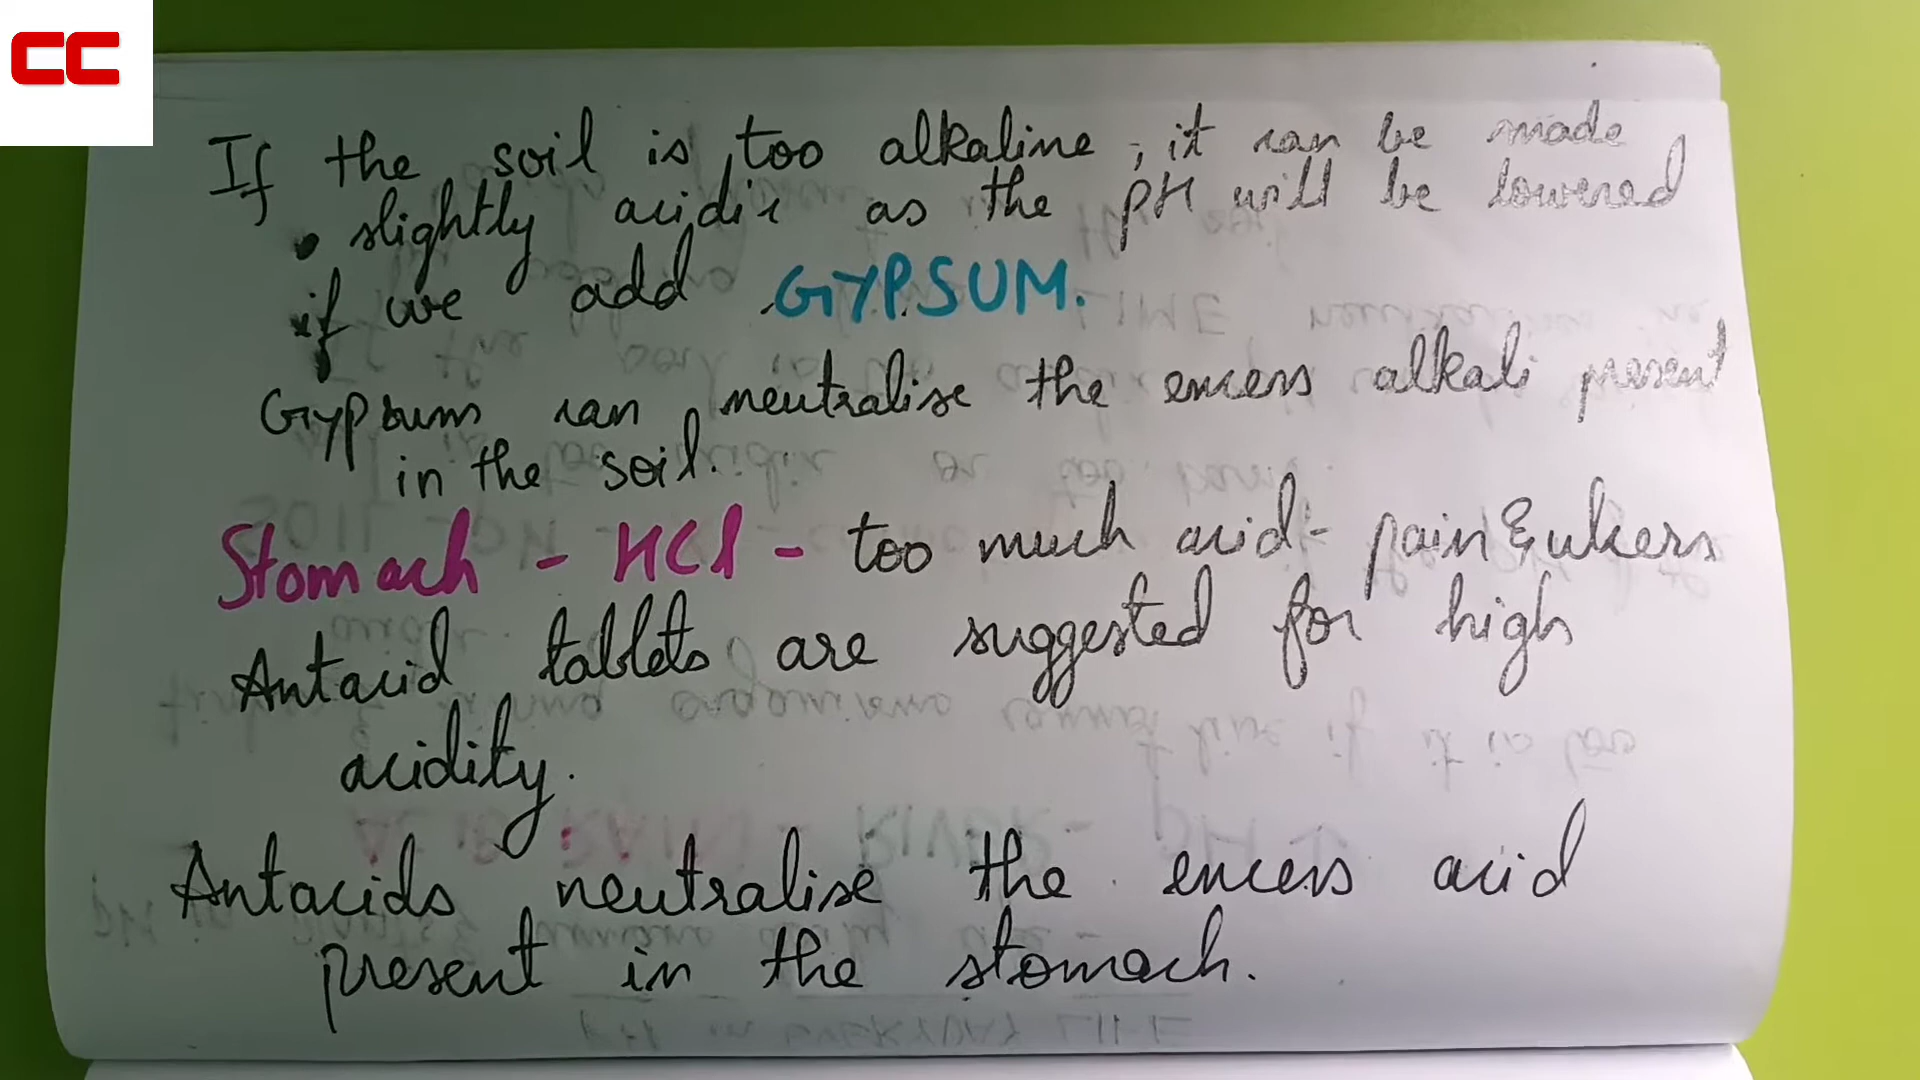 CC
If the soil is too alkaline, it can be made
slightly acidic as the pH will be lowered
if we add GYPSUM.
Gypsum can neutralise the excess alkali present
in the soil.
Stomach - HCl - too much acid - pain & ulcers
Antacid tablets are suggested for high
acidity.
Antacids neutralise the excess acid
present in the stomach.